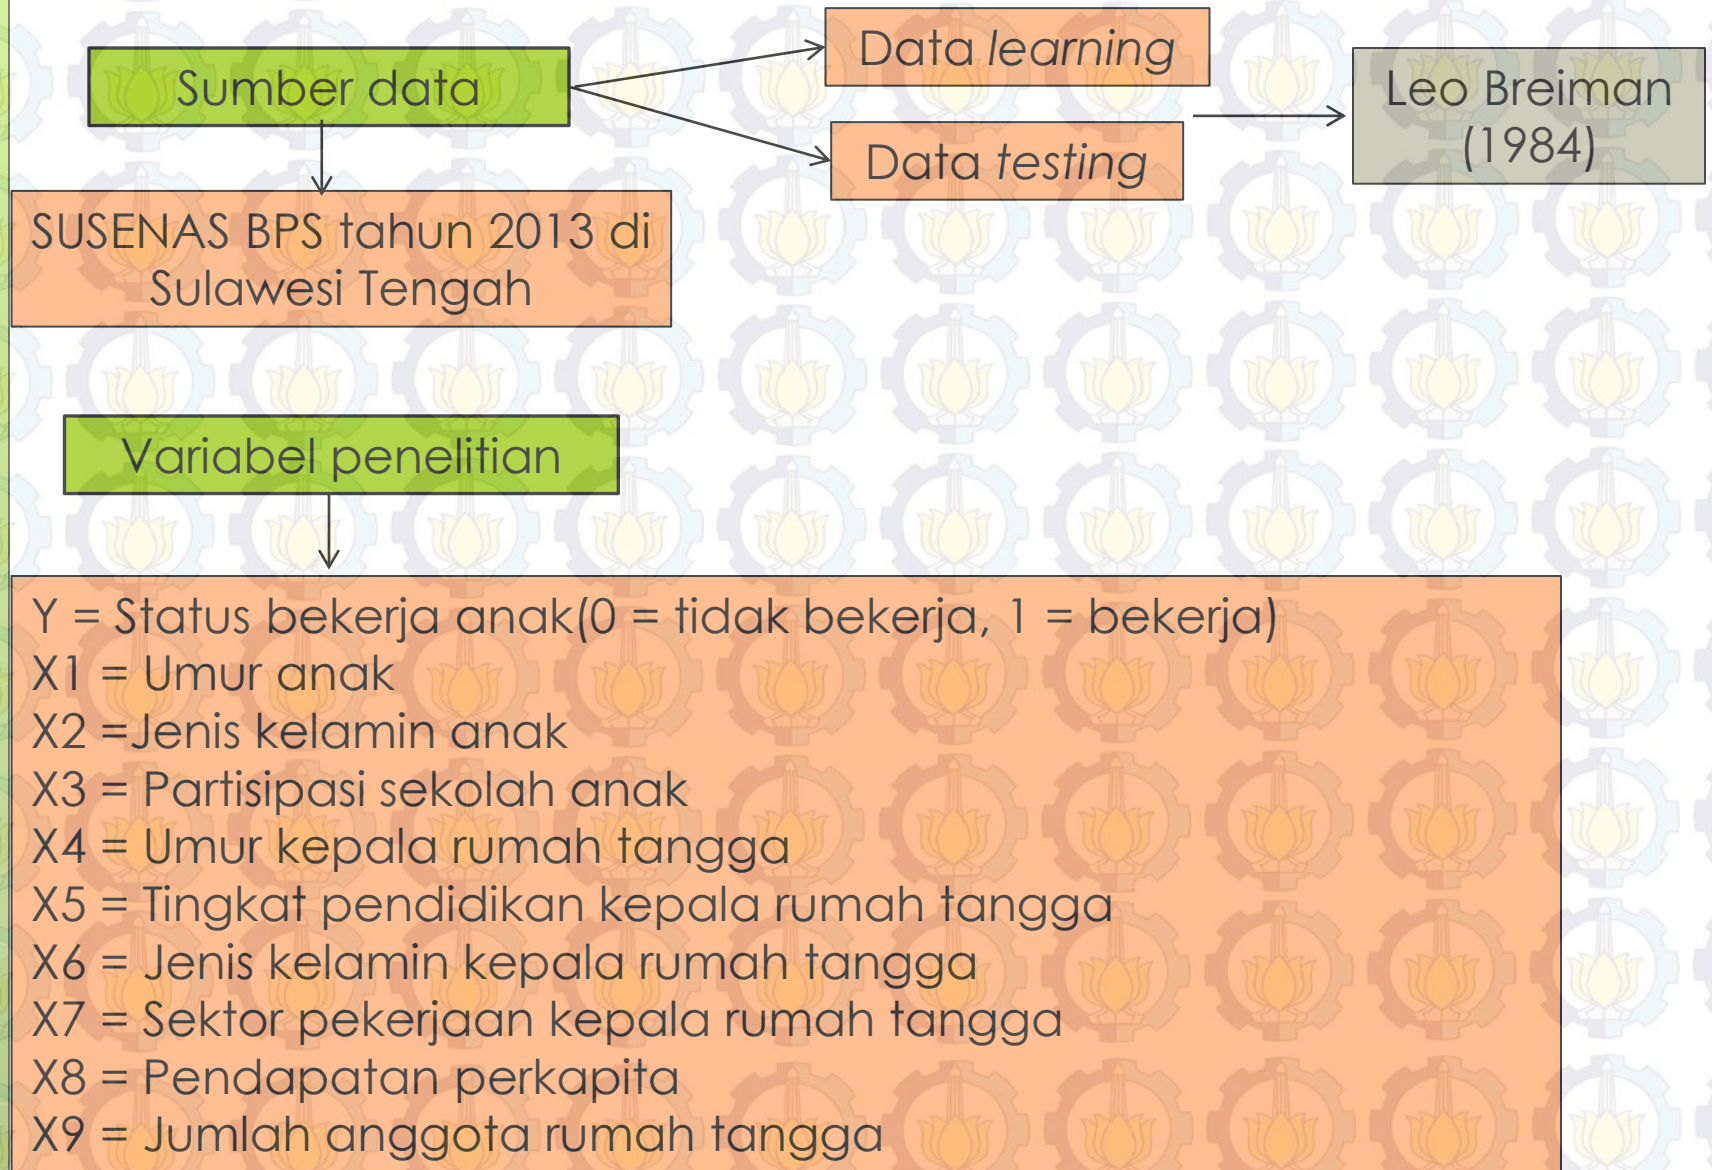 Sumber data
Data learning
Data testing
Leo Breiman
(1984)
SUSENAS BPS tahun 2013 di
Sulawesi Tengah
Variabel penelitian
Y = Status bekerja anak(0 = tidak bekerja, 1 = bekerja)
X1 = Umur anak
X2 =Jenis kelamin anak
X3 = Partisipasi sekolah anak
X4 = Umur kepala rumah tangga
X5 = Tingkat pendidikan kepala rumah tangga
X6 = Jenis kelamin kepala rumah tangga
X7 = Sektor pekerjaan kepala rumah tangga
X8 = Pendapatan perkapita
X9 = Jumlah anggota rumah tangga